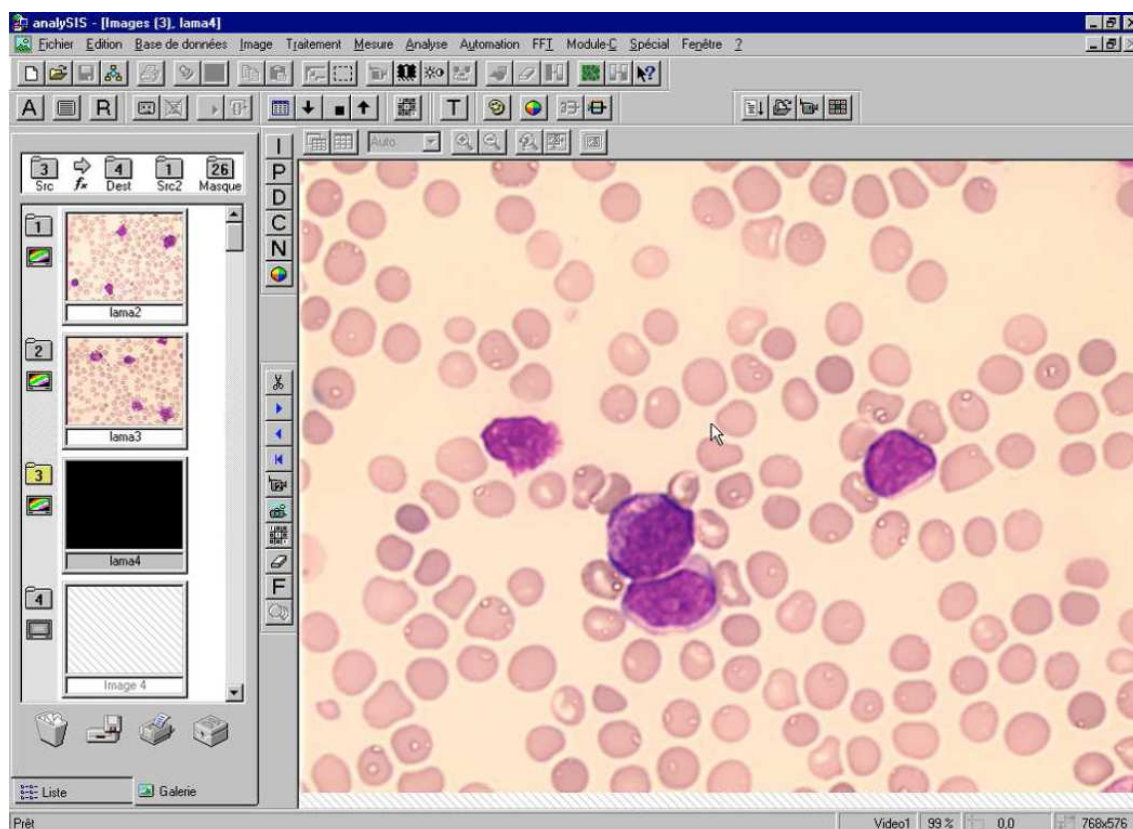 analySIS - [Images (3), lama4]
Fichier Edition Base de données Image Traitement Mesure Analyse Automation FFT Module-C Spécial Fenêtre ?
A R T
Auto
3 4 1 26
Src fx Dest Src2 Masque
I
P
D
C
N
F
1
lama2
2
lama3
3
lama4
4
Image 4
Liste Galerie
Prêt Video1 99 % 0,0 768x576